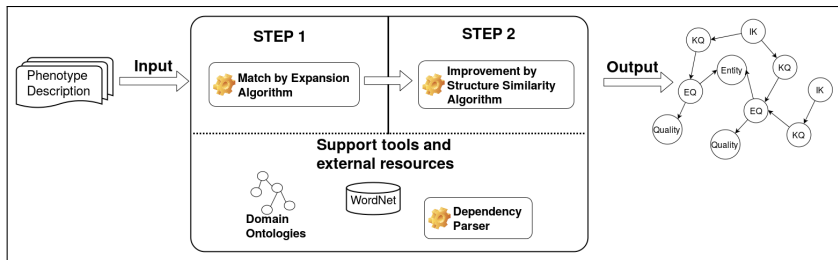 STEP 1
STEP 2
Phenotype
Description
Input
Match by Expansion
Algorithm
Improvement by
Structure Similarity
Algorithm
Support tools and
external resources
Domain
Ontologies
WordNet
Dependency
Parser
Output
IK
KQ
Entity
KQ
EQ
IK
EQ
KQ
Quality
Quality